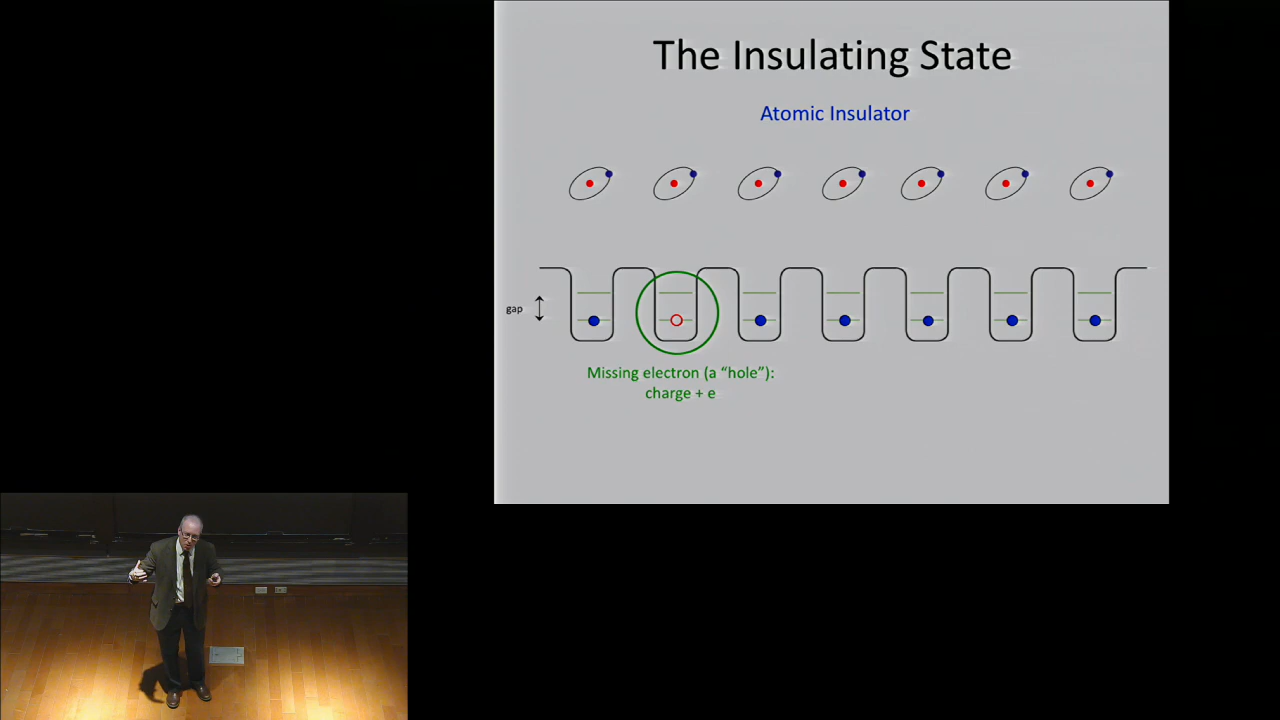 The Insulating State
Atomic Insulator
gap
Missing electron (a “hole”):
charge + e